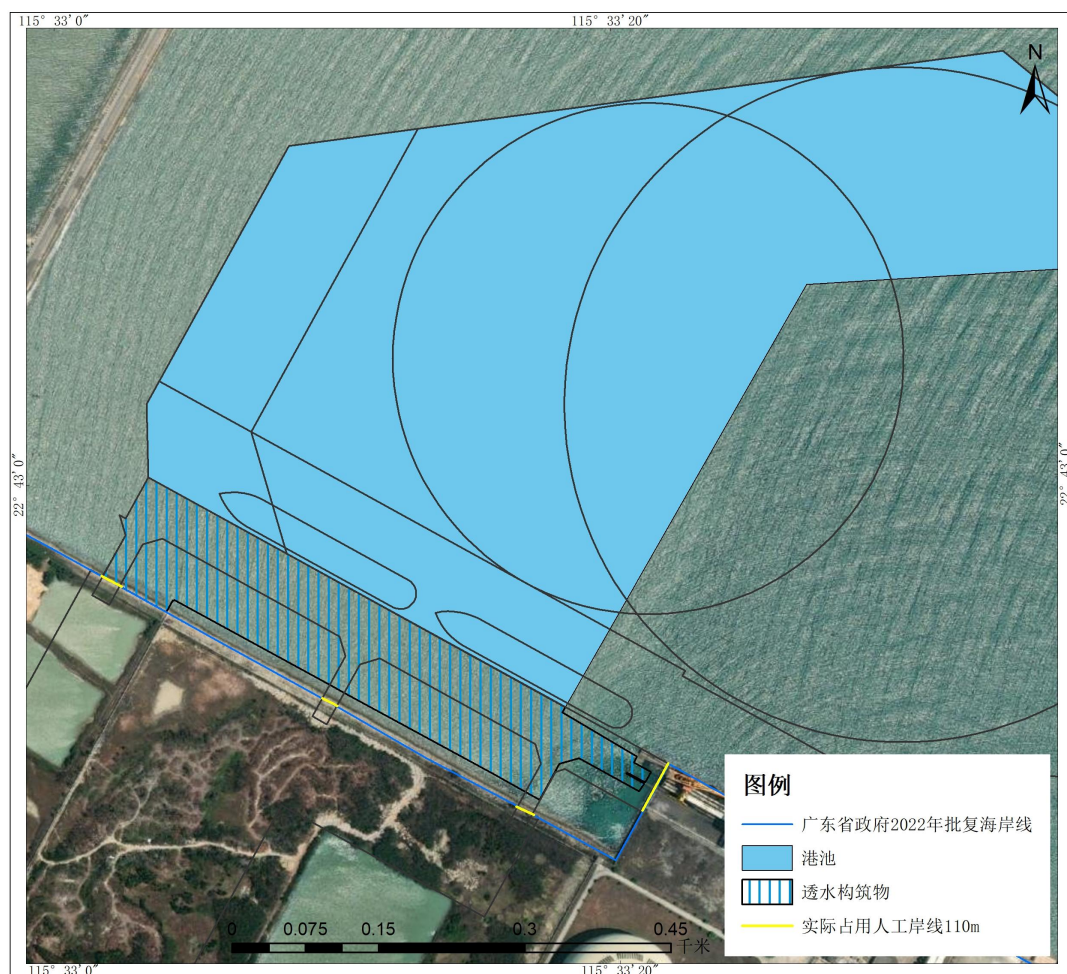 115° 33'0"
115° 33'20"
N
22° 43'0"
22° 43'0"
图例
广东省政府2022年批复海岸线
港池
透水构筑物
实际占用人工岸线110m
0 0.075 0.15 0.3 0.45
千米
115° 33'0"
115° 33'20"